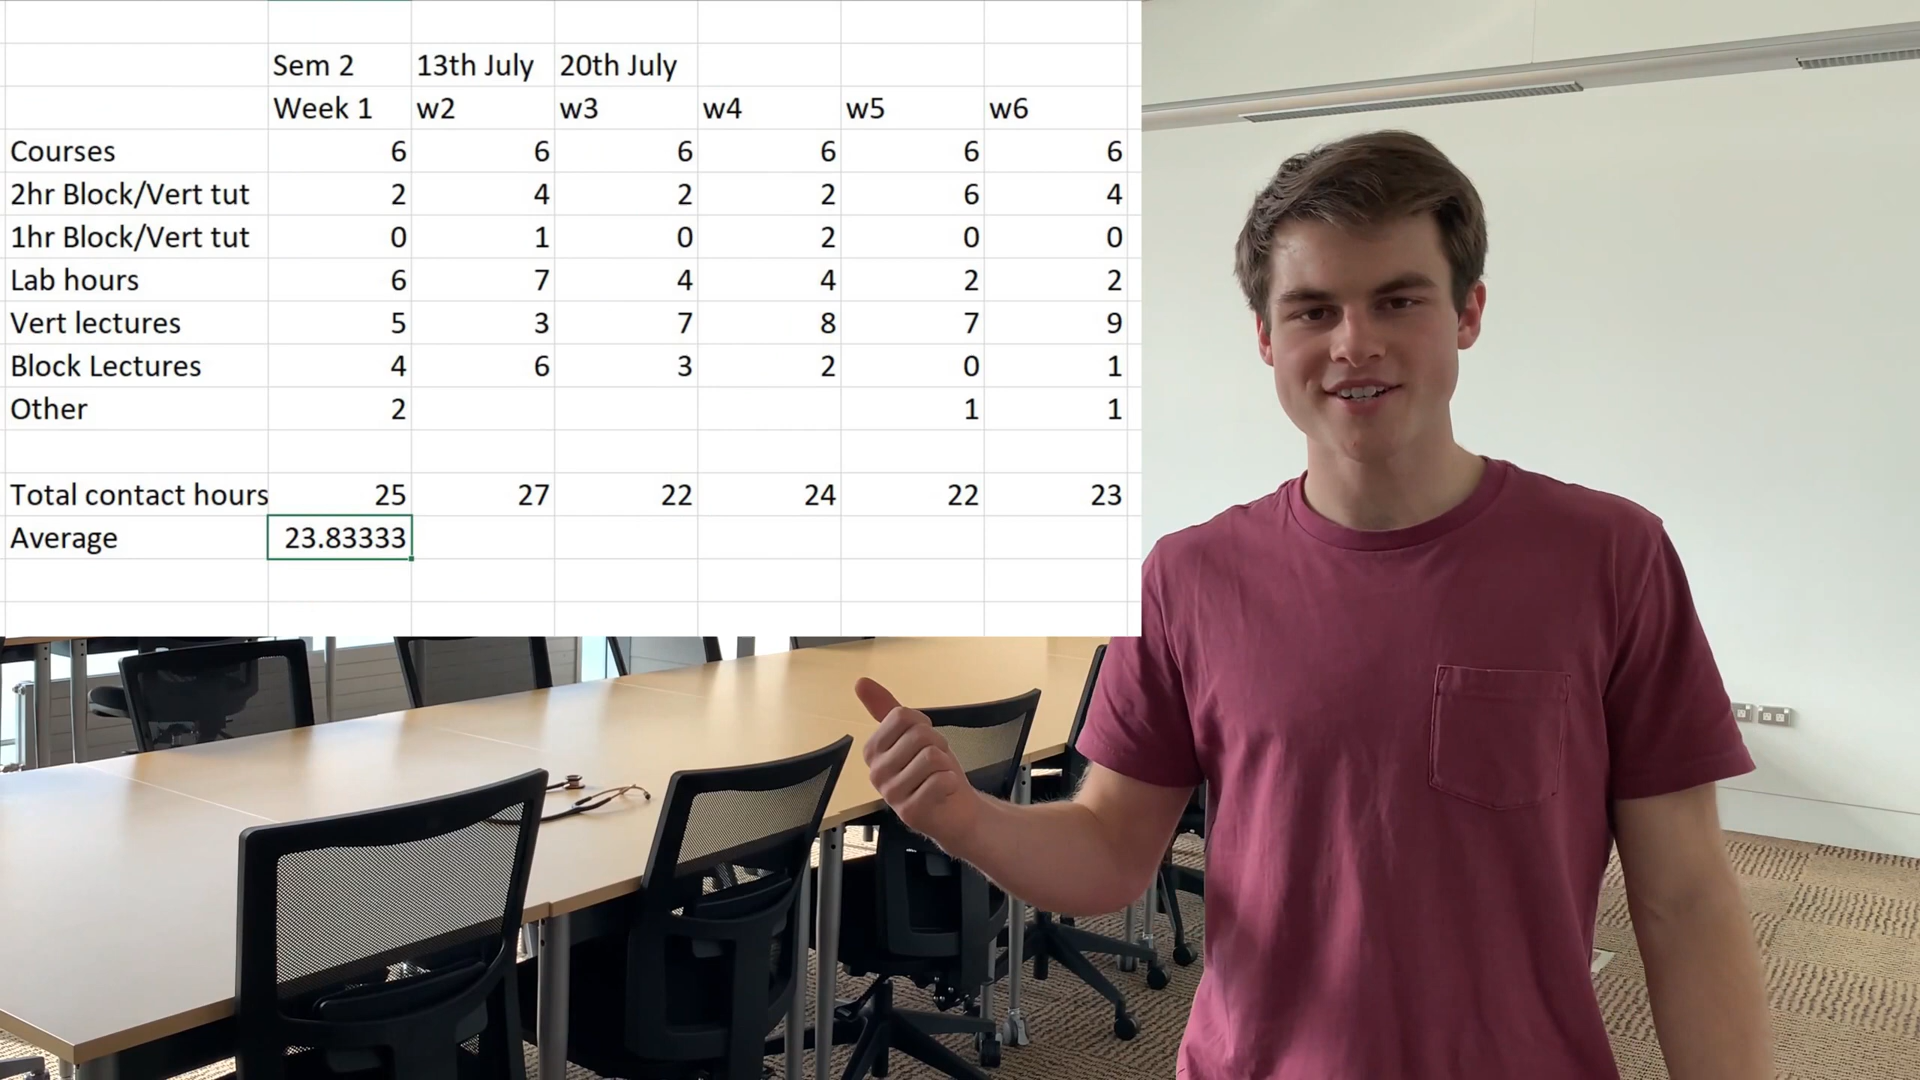 Sem 2 13th July 20th July
Week 1 w2 w3 w4 w5 w6
Courses 6 6 6 6 6 6
2hr Block/Vert tut 2 4 2 2 6 4
1hr Block/Vert tut 0 1 0 2 0 0
Lab hours 6 7 4 4 2 2
Vert lectures 5 3 7 8 7 9
Block Lectures 4 6 3 2 0 1
Other 2 1 1
Total contact hours 25 27 22 24 22 23
Average 23.83333